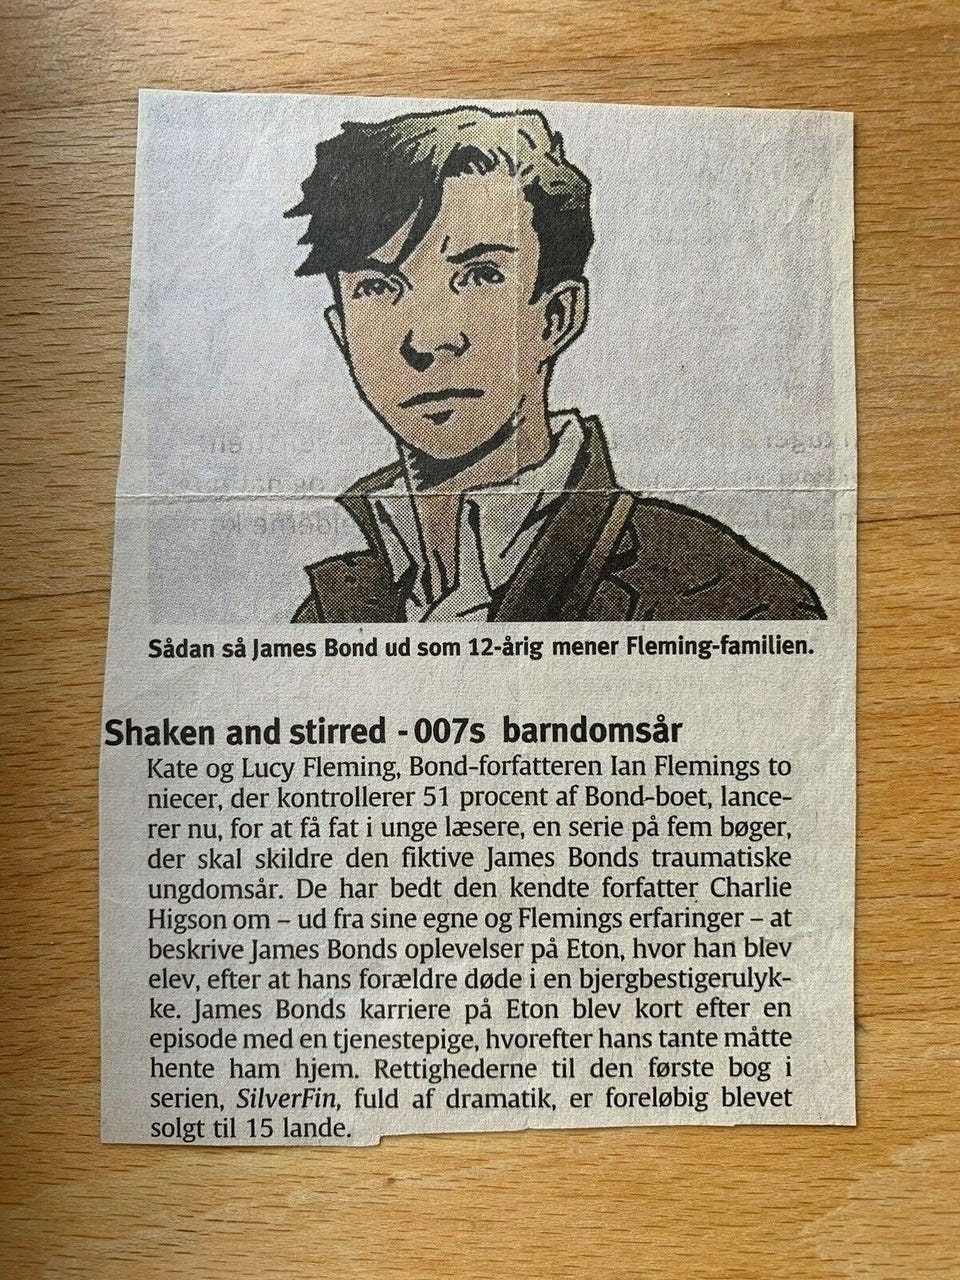 Sådan så James Bond ud som 12-årig mener Fleming-familien.
Shaken and stirred - 007s barndomsår
Kate og Lucy Fleming, Bond-forfatteren Ian Flemings to
niecer, der kontrollerer 51 procent af Bond-boet, lance-
rer nu, for at få fat i unge læsere, en serie på fem bøger,
der skal skildre den fiktive James Bonds traumatiske
ungdomsår. De har bedt den kendte forfatter Charlie
Higson om – ud fra sine egne og Flemings erfaringer – at
beskrive James Bonds oplevelser på Eton, hvor han blev
elev, efter at hans forældre døde i en bjergbestigerulyk-
ke. James Bonds karriere på Eton blev kort efter en
episode med en tjenestepige, hvorefter hans tante måtte
hente ham hjem. Rettighederne til den første bog i
serien, SilverFin, fuld af dramatik, er foreløbig blevet
solgt til 15 lande.